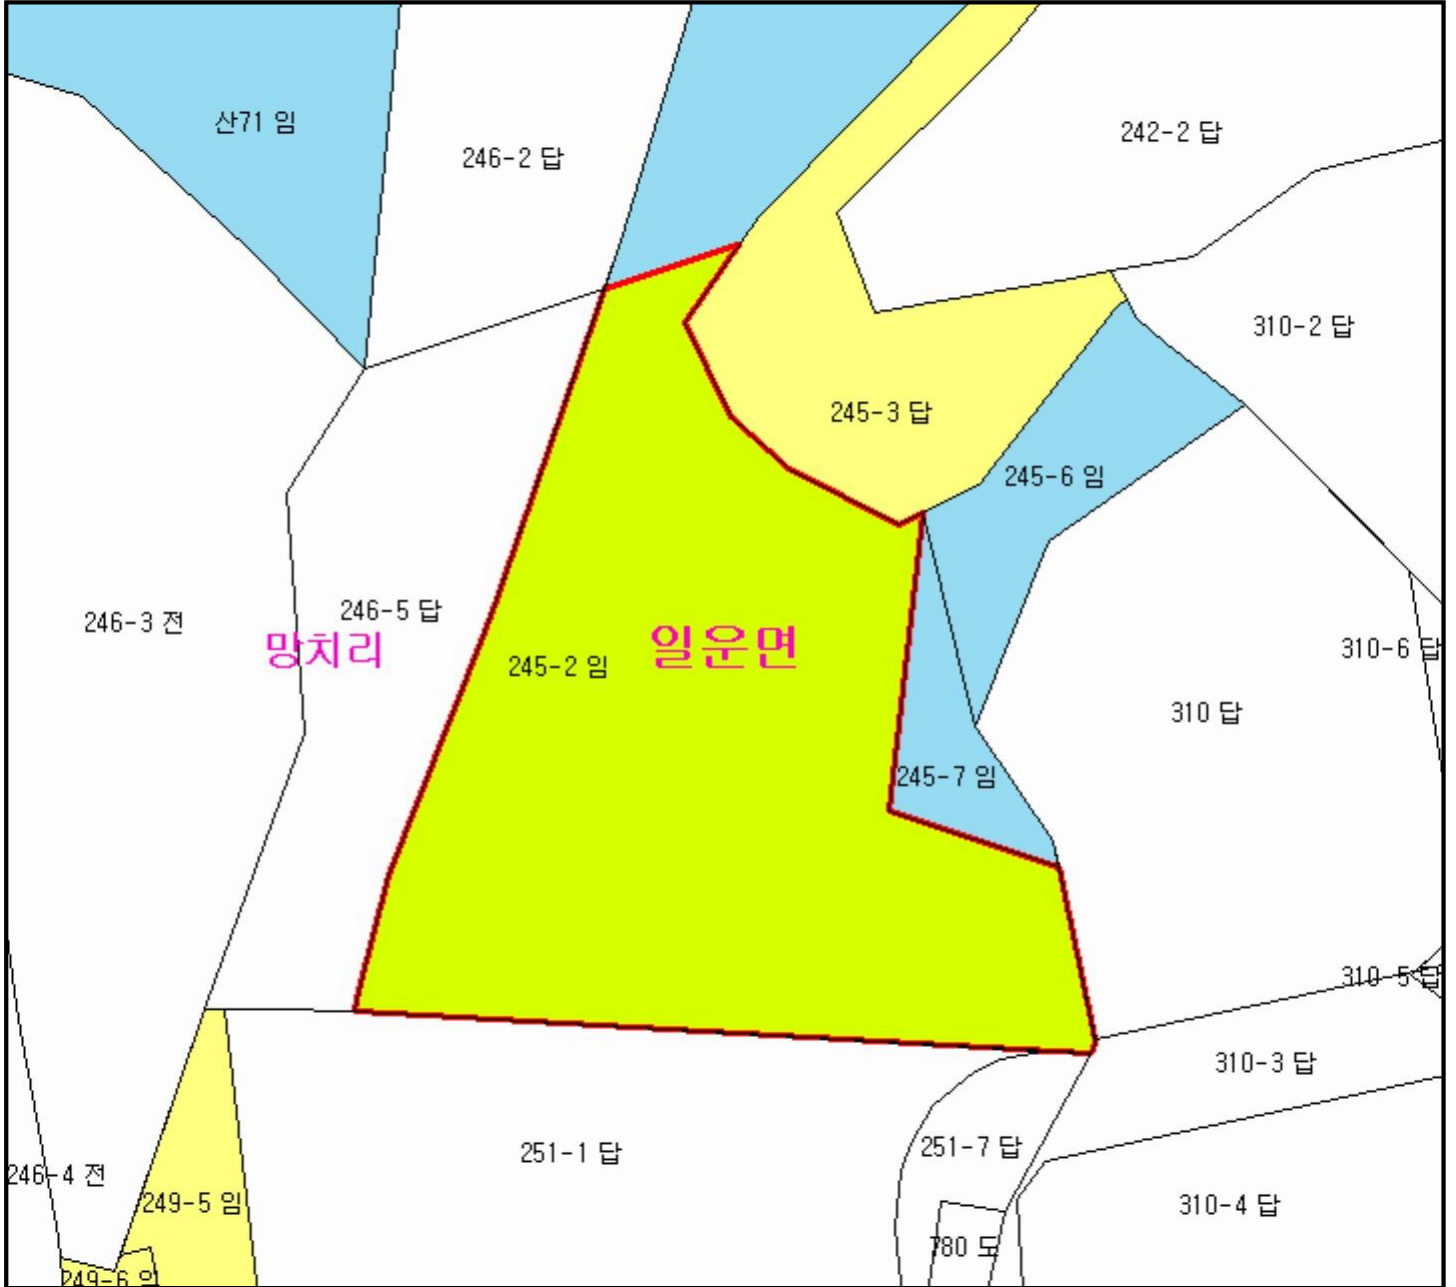 산71 임
246-2 답
242-2 답
310-2 답
245-3 답
245-6 임
246-3 전
246-5 답
망치리
245-2 임
일운면
310-6 답
310 답
245-7 임
310-5 답
310-3 답
251-1 답
251-7 답
246-4 전
249-5 임
310-4 답
780 도
249-6 임